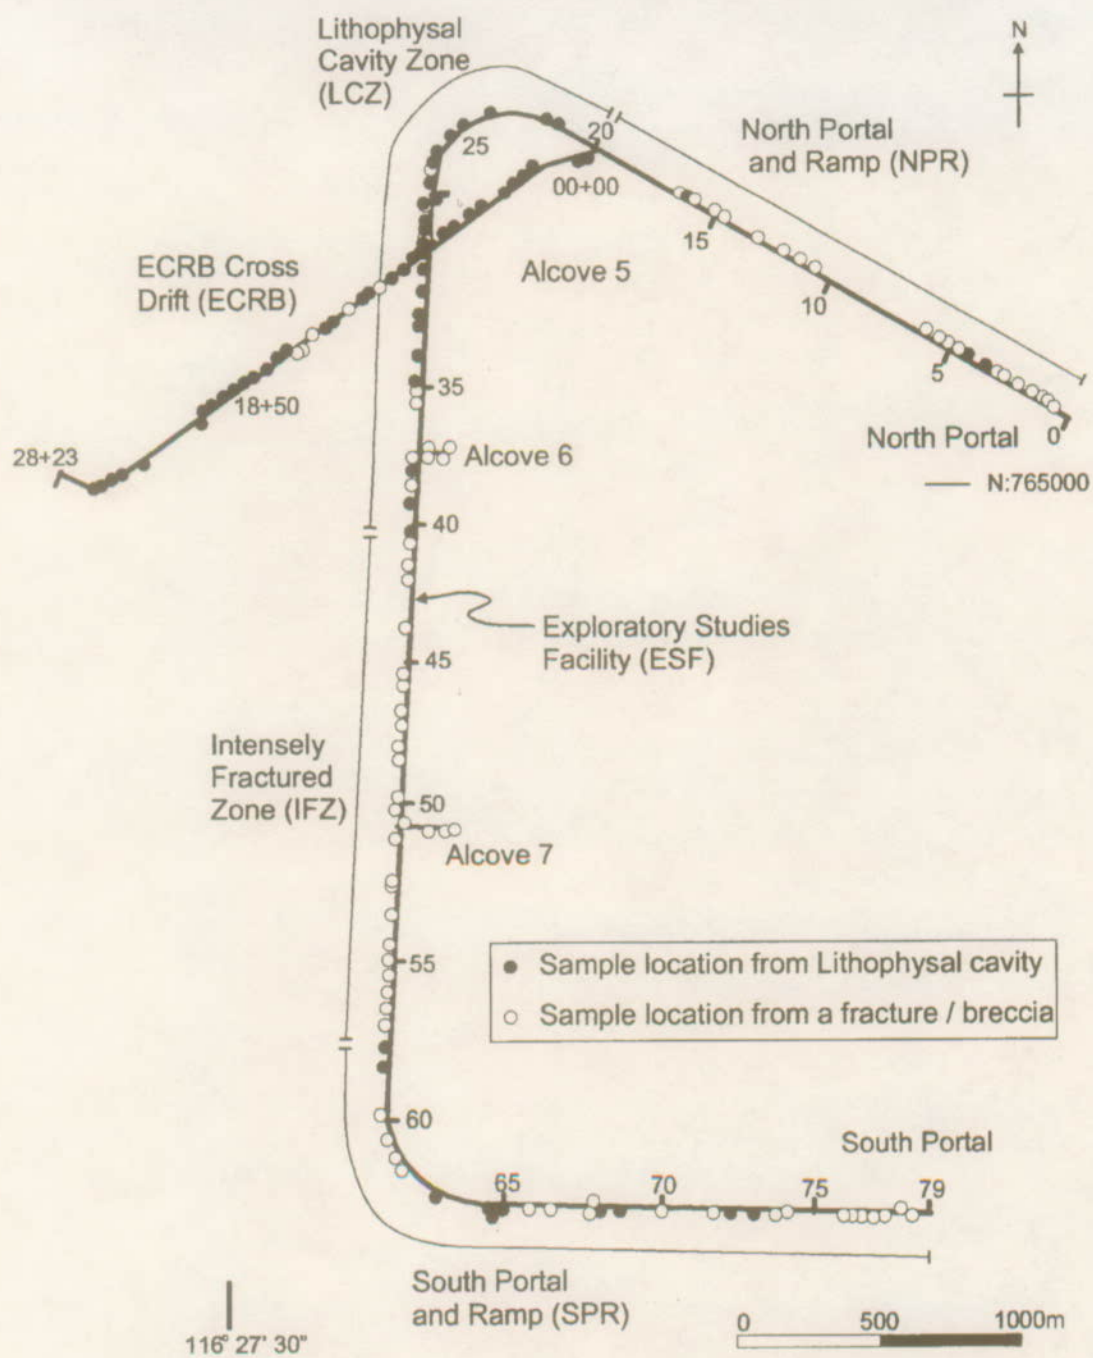 Lithophysal
Cavity Zone
(LCZ)
N
North Portal
and Ramp (NPR)
20
25
00+00
15
ECRB Cross
Drift (ECRB)
Alcove 5
10
5
35
18+50
North Portal
0
28+23
Alcove 6
N:765000
40
Exploratory Studies
Facility (ESF)
45
Intensely
Fractured
Zone (IFZ)
50
Alcove 7
Sample location from Lithophysal cavity
55
Sample location from a fracture / breccia
60
South Portal
65
70
75
79
South Portal
and Ramp (SPR)
0
500
1000m
116° 27' 30"